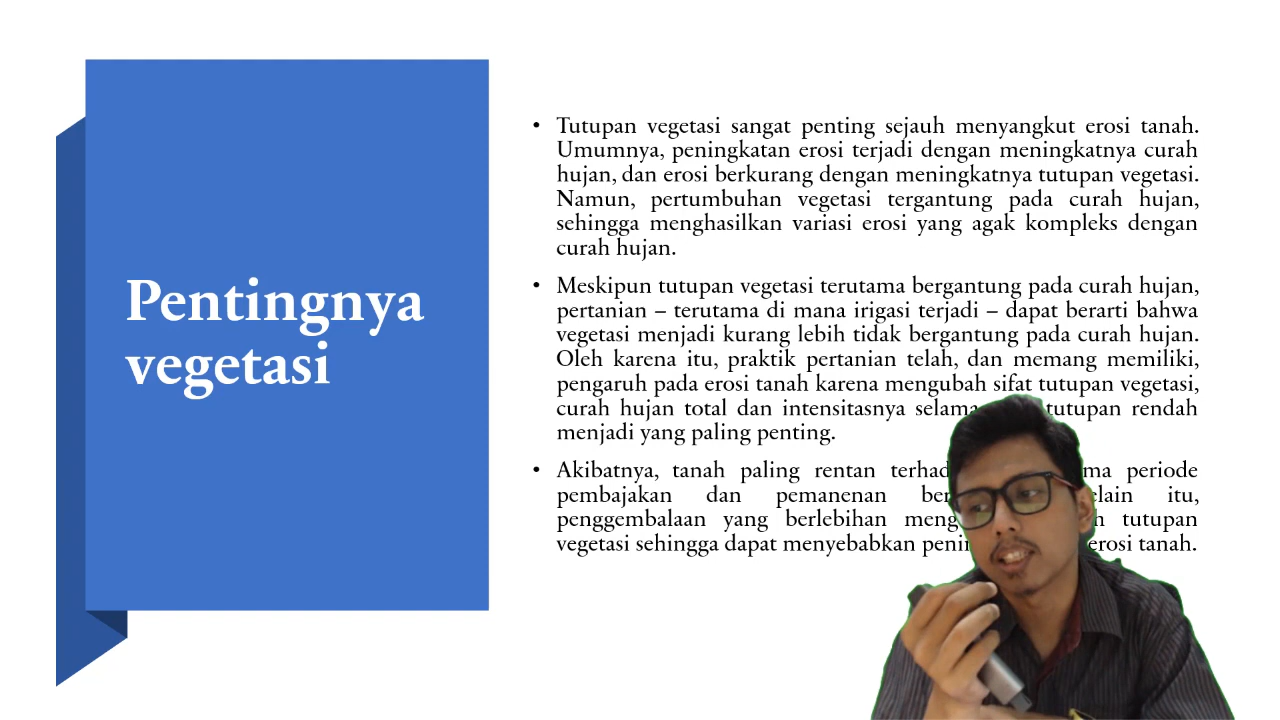 Pentingnya
vegetasi
• Tutupan vegetasi sangat penting sejauh menyangkut erosi tanah.
Umumnya, peningkatan erosi terjadi dengan meningkatnya curah
hujan, dan erosi berkurang dengan meningkatnya tutupan vegetasi.
Namun, pertumbuhan vegetasi tergantung pada curah hujan,
sehingga menghasilkan variasi erosi yang agak kompleks dengan
curah hujan.
• Meskipun tutupan vegetasi terutama bergantung pada curah hujan,
pertanian – terutama di mana irigasi terjadi – dapat berarti bahwa
vegetasi menjadi kurang lebih tidak bergantung pada curah hujan.
Oleh karena itu, praktik pertanian telah, dan memang memiliki,
pengaruh pada erosi tanah karena mengubah sifat tutupan vegetasi,
curah hujan total dan intensitasnya tutupan rendah
menjadi yang paling penting.
• Akibatnya, tanah paling rentan periode
pembajakan dan pemanenan itu,
penggembalaan yang berlebihan tutupan
vegetasi sehingga dapat menyebabkan erosi tanah.